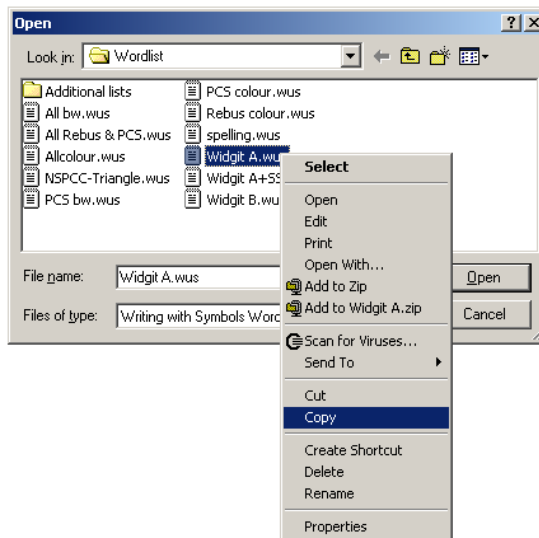 Open
Look in: Wordlist
Additional lists
All bw.wus
All Rebus & PCS.wus
Allcolour.wus
NSPCC-Triangle.wus
PCS bw.wus
PCS colour.wus
Rebus colour.wus
spelling.wus
Widgit A.wu
Widgit A+SS
Widgit B.wu
File name: Widgit A.wus
Open
Files of type: Writing with Symbols Word
Cancel
Select
Open
Edit
Print
Open With...
Add to Zip
Add to Widgit A.zip
Scan for Viruses...
Send To
Cut
Copy
Create Shortcut
Delete
Rename
Properties